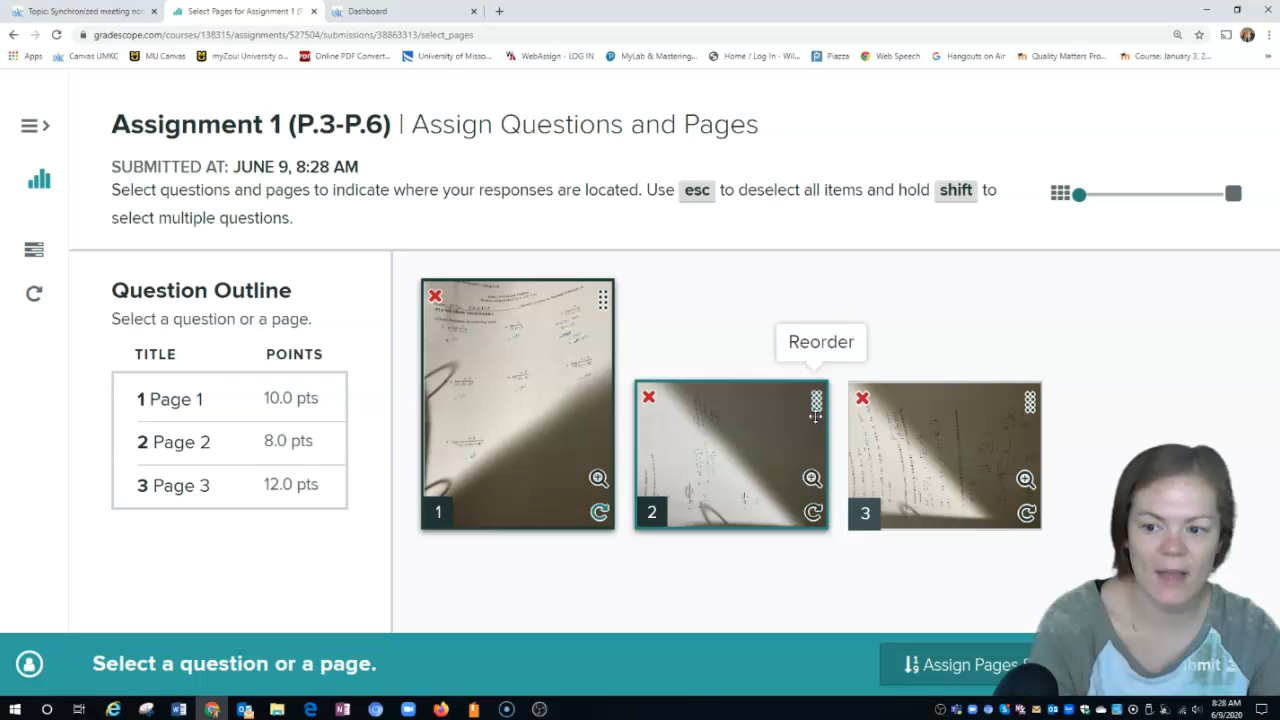 Topic: Synchronized meeting not
Select Pages for Assignment 1 (P
Dashboard
gradescope.com/courses/138315/assignments/527504/submissions/38863313/select_pages
Apps
Canvas UMKC
MU Canvas
myZou: University o...
Online PDF Convert...
University of Misso...
WebAssign - LOG IN
MyLab & Mastering...
Home / Log In - Wil...
Piazza
Web Speech
Hangouts on Air
Quality Matters Pro...
Course: January 3, 2...
Assignment 1 (P.3-P.6) | Assign Questions and Pages
SUBMITTED AT: JUNE 9, 8:28 AM
Select questions and pages to indicate where your responses are located. Use esc to deselect all items and hold shift to
select multiple questions.
Question Outline
Select a question or a page.
TITLE POINTS
1 Page 1 10.0 pts
2 Page 2 8.0 pts
3 Page 3 12.0 pts
Reorder
1
2
3
Select a question or a page.
Assign Pages
8:28 AM
6/9/2020